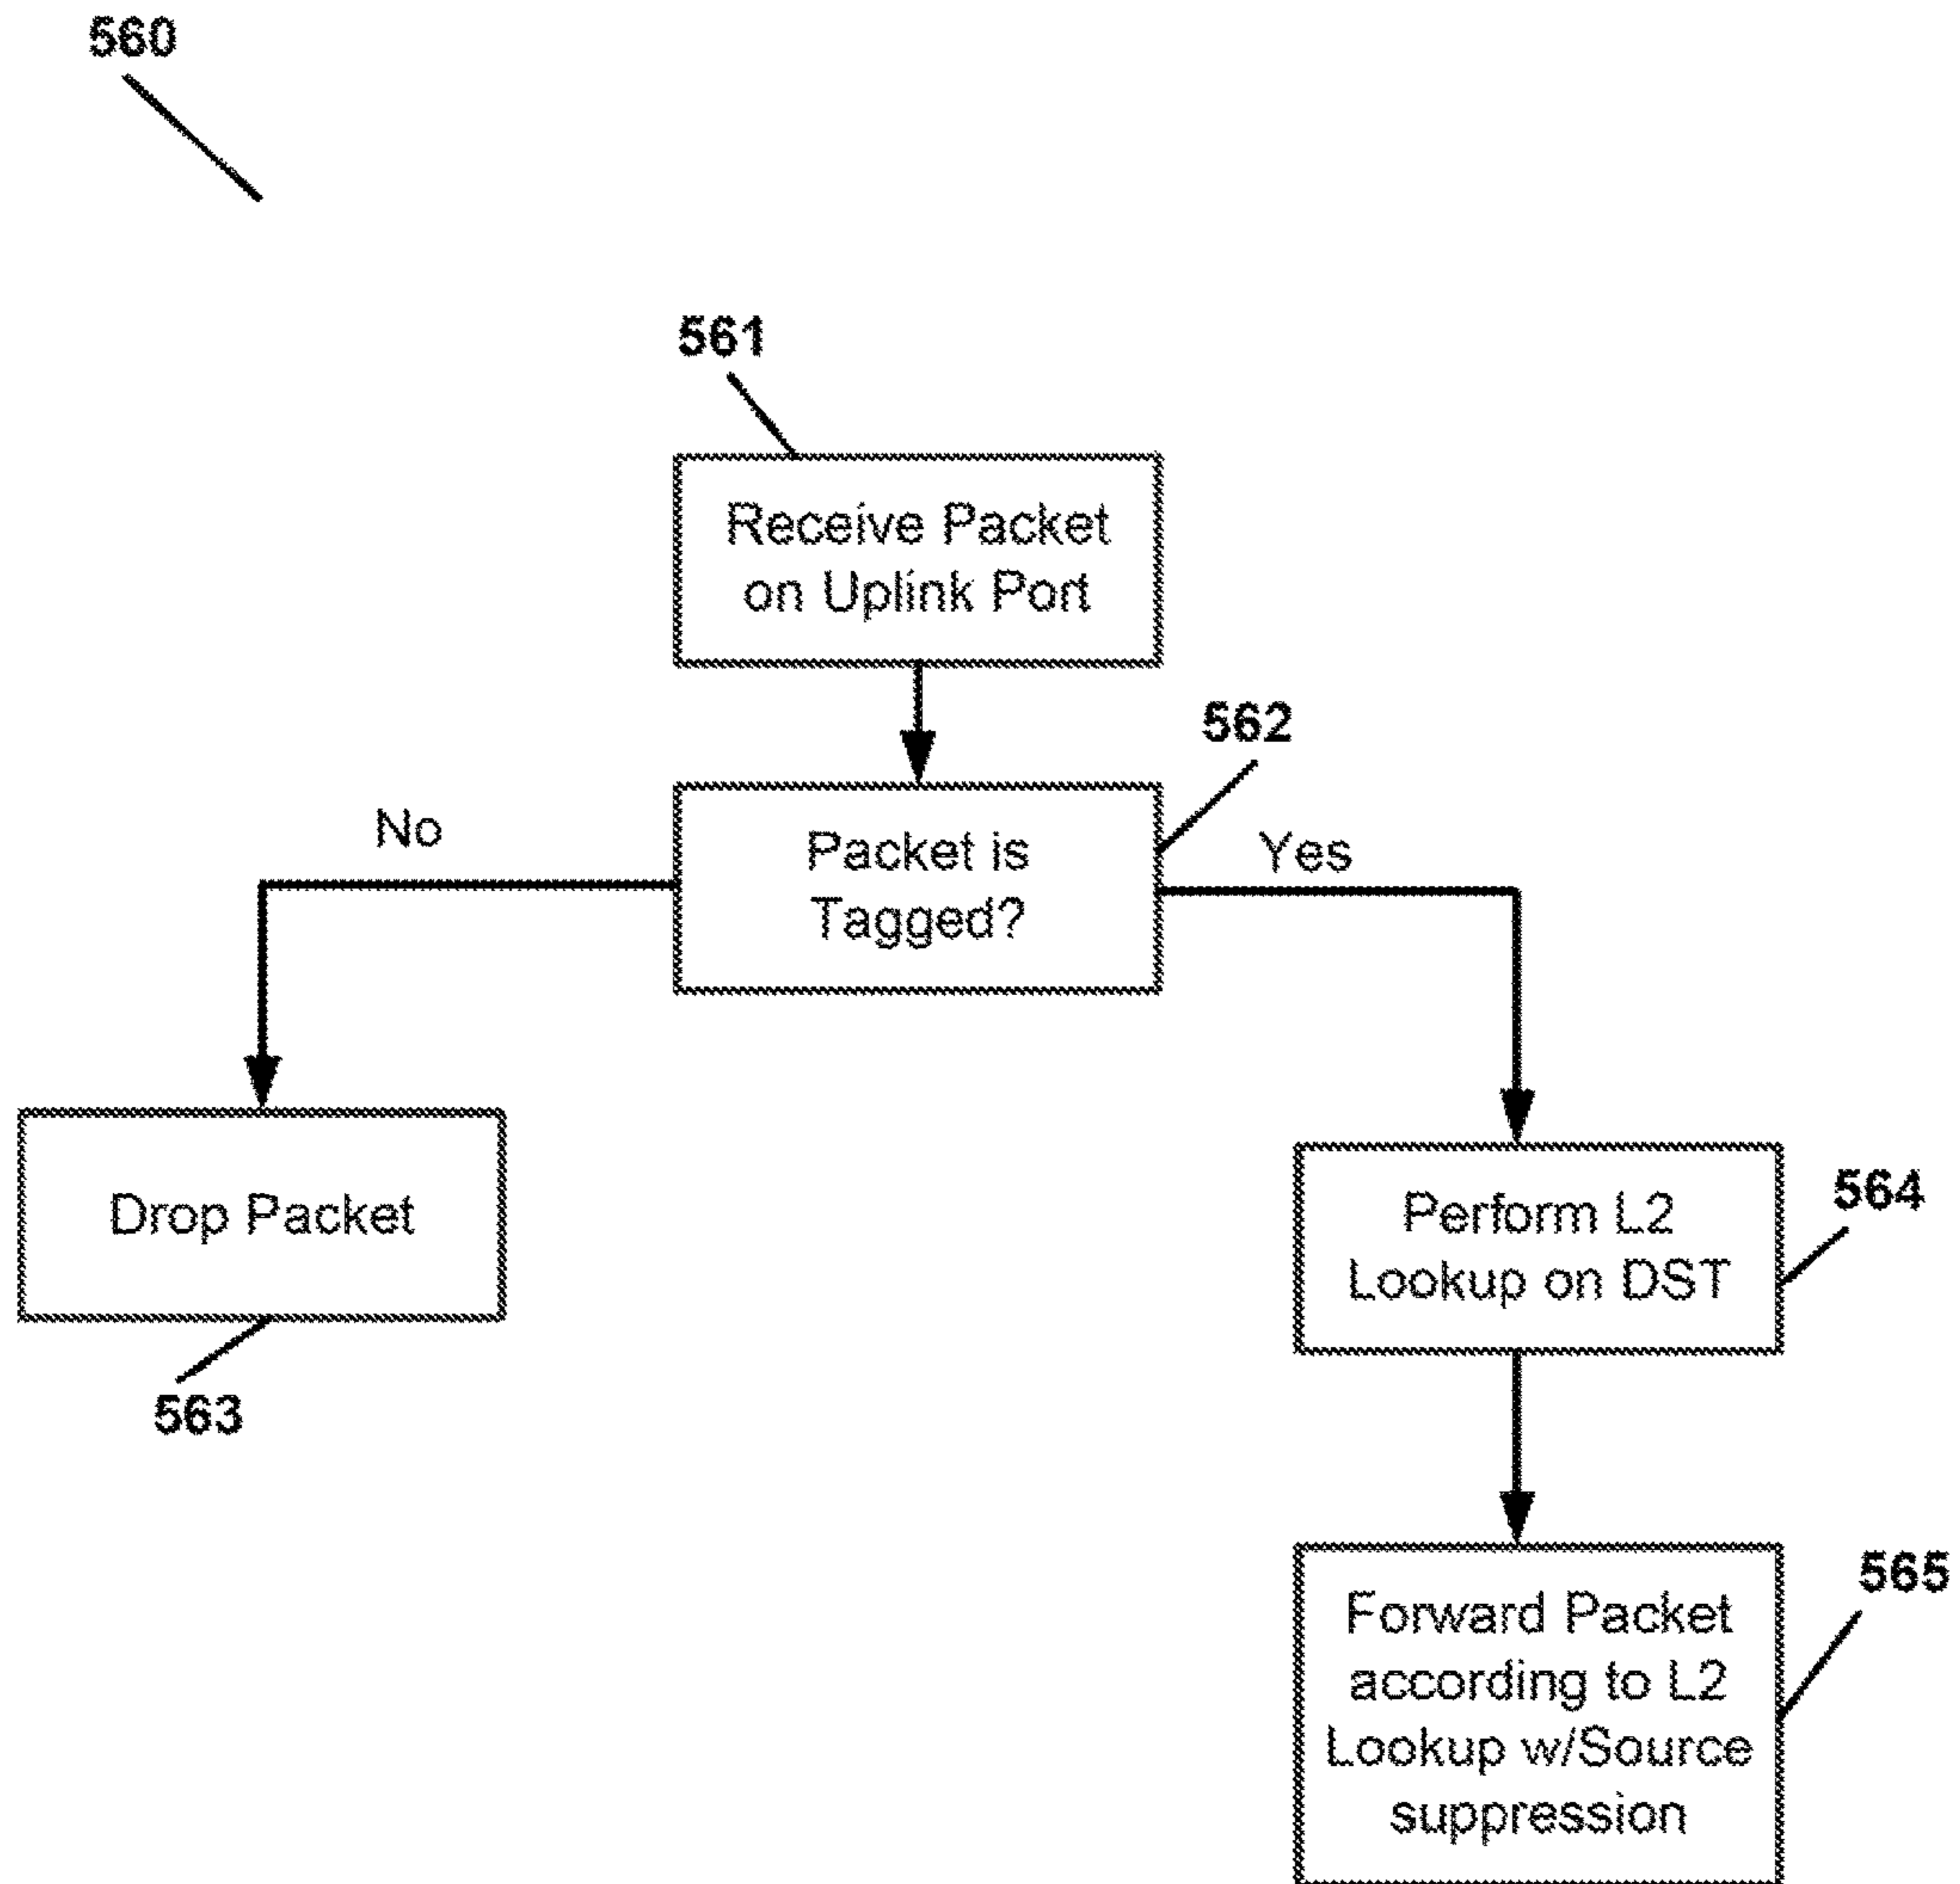 560
561
Receive Packet
on Uplink Port
562
No
Packet is
Tagged?
Yes
Drop Packet
563
Perform L2
Lookup on DST
564
Forward Packet
according to L2
Lookup w/Source
suppression
565